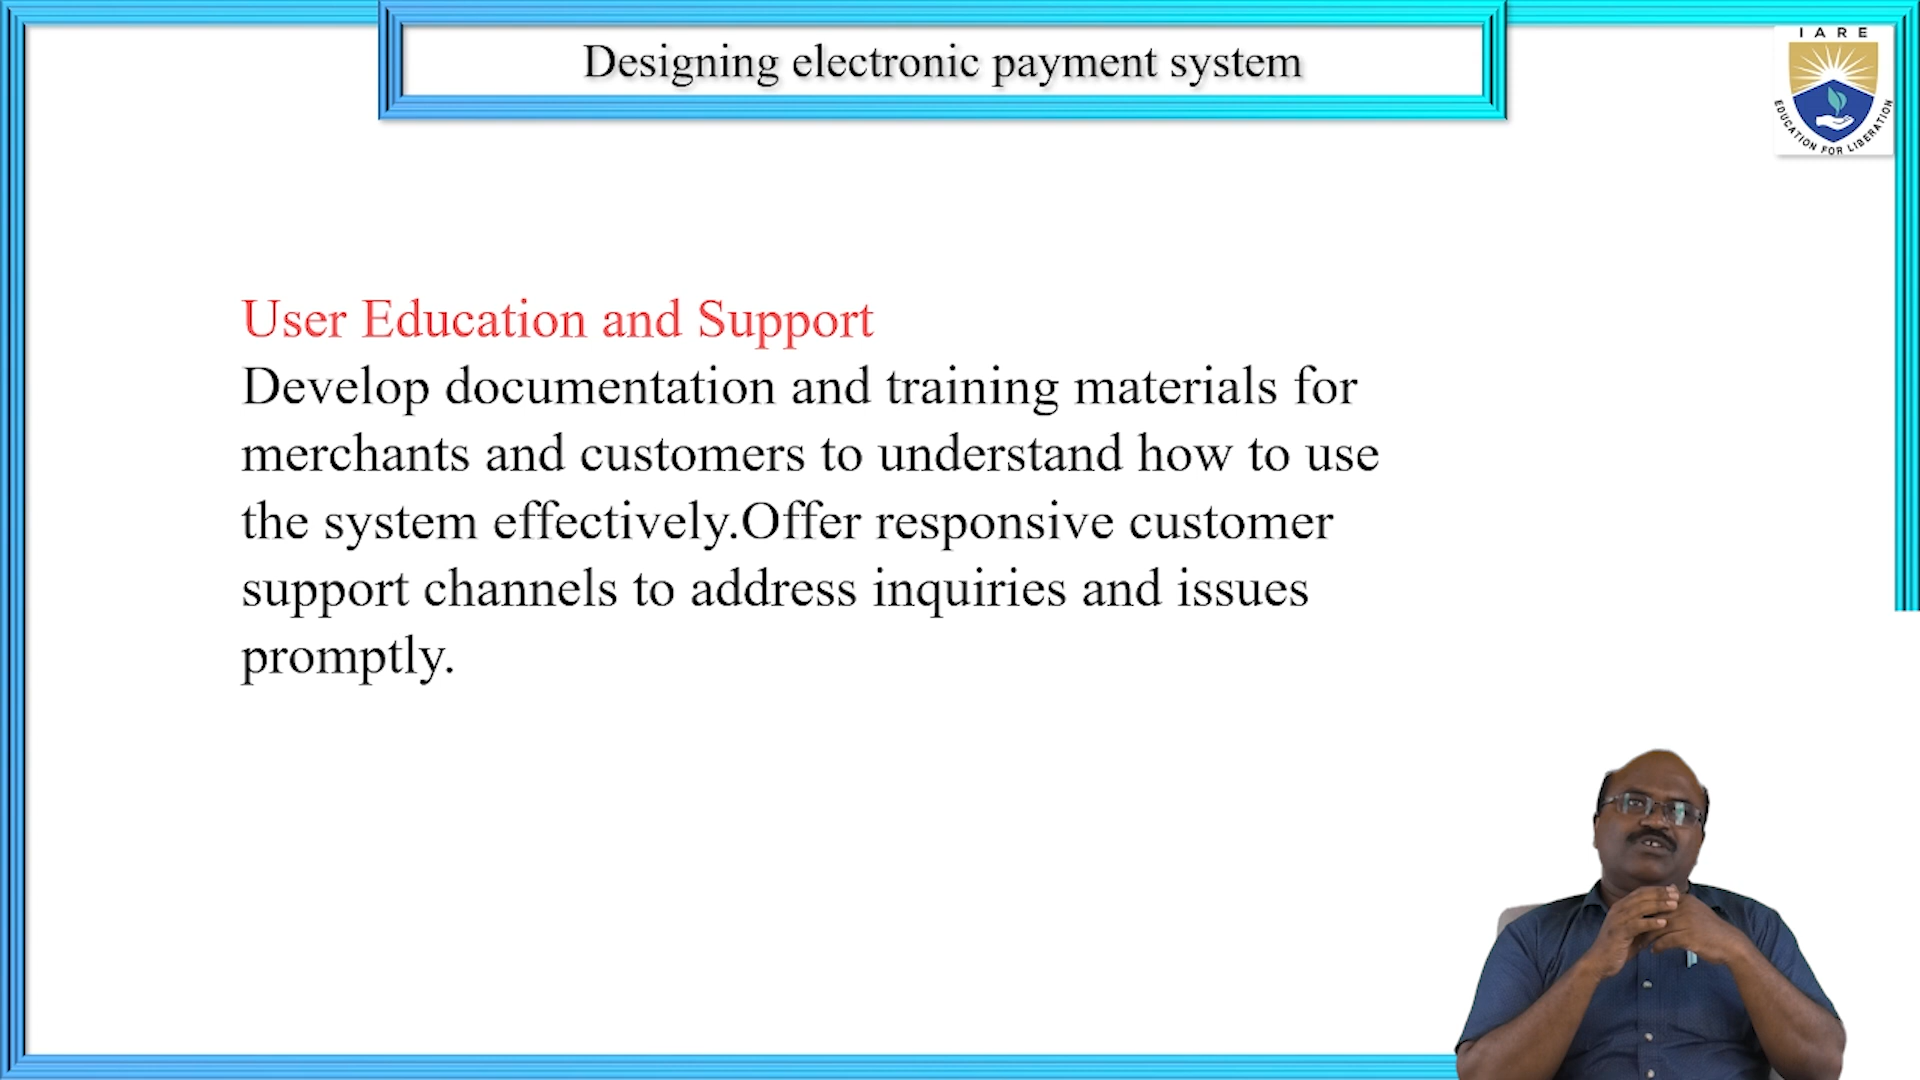 Designing electronic payment system
IARE
EDUCATION FOR LIBERATION
User Education and Support
Develop documentation and training materials for
merchants and customers to understand how to use
the system effectively.Offer responsive customer
support channels to address inquiries and issues
promptly.